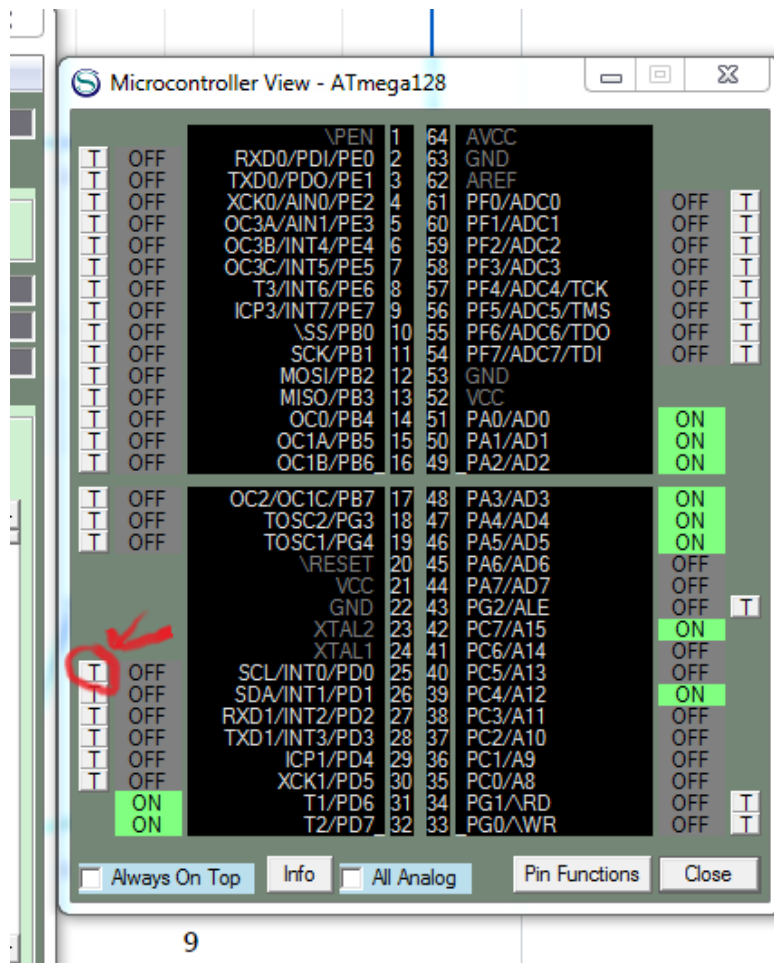 Microcontroller View - ATmega128
\PEN 1 64 AVCC
T OFF RXD0/PDI/PE0 2 63 GND
T OFF TXD0/PDO/PE1 3 62 AREF
T OFF XCK0/AIN0/PE2 4 61 PF0/ADC0 OFF T
T OFF OC3A/AIN1/PE3 5 60 PF1/ADC1 OFF T
T OFF OC3B/INT4/PE4 6 59 PF2/ADC2 OFF T
T OFF OC3C/INT5/PE5 7 58 PF3/ADC3 OFF T
T OFF T3/INT6/PE6 8 57 PF4/ADC4/TCK OFF T
T OFF ICP3/INT7/PE7 9 56 PF5/ADC5/TMS OFF T
T OFF \SS/PB0 10 55 PF6/ADC6/TDO OFF T
T OFF SCK/PB1 11 54 PF7/ADC7/TDI OFF T
T OFF MOSI/PB2 12 53 GND
T OFF MISO/PB3 13 52 VCC
T OFF OC0/PB4 14 51 PA0/AD0 ON
T OFF OC1A/PB5 15 50 PA1/AD1 ON
T OFF OC1B/PB6_ 16 49 _PA2/AD2 ON
T OFF OC2/OC1C/PB7 17 48 PA3/AD3 ON
T OFF TOSC2/PG3 18 47 PA4/AD4 ON
T OFF TOSC1/PG4 19 46 PA5/AD5 ON
\RESET 20 45 PA6/AD6 OFF
VCC 21 44 PA7/AD7 OFF
GND 22 43 PG2/ALE OFF T
XTAL2 23 42 PC7/A15 ON
XTAL1 24 41 PC6/A14 OFF
T OFF SCL/INT0/PD0 25 40 PC5/A13 OFF
T OFF SDA/INT1/PD1 26 39 PC4/A12 ON
T OFF RXD1/INT2/PD2 27 38 PC3/A11 OFF
T OFF TXD1/INT3/PD3 28 37 PC2/A10 OFF
T OFF ICP1/PD4 29 36 PC1/A9 OFF
T OFF XCK1/PD5 30 35 PC0/A8 OFF
ON T1/PD6 31 34 PG1/\RD OFF T
ON T2/PD7_ 32 33 _PG0/\WR OFF T
Always On Top Info All Analog Pin Functions Close
9